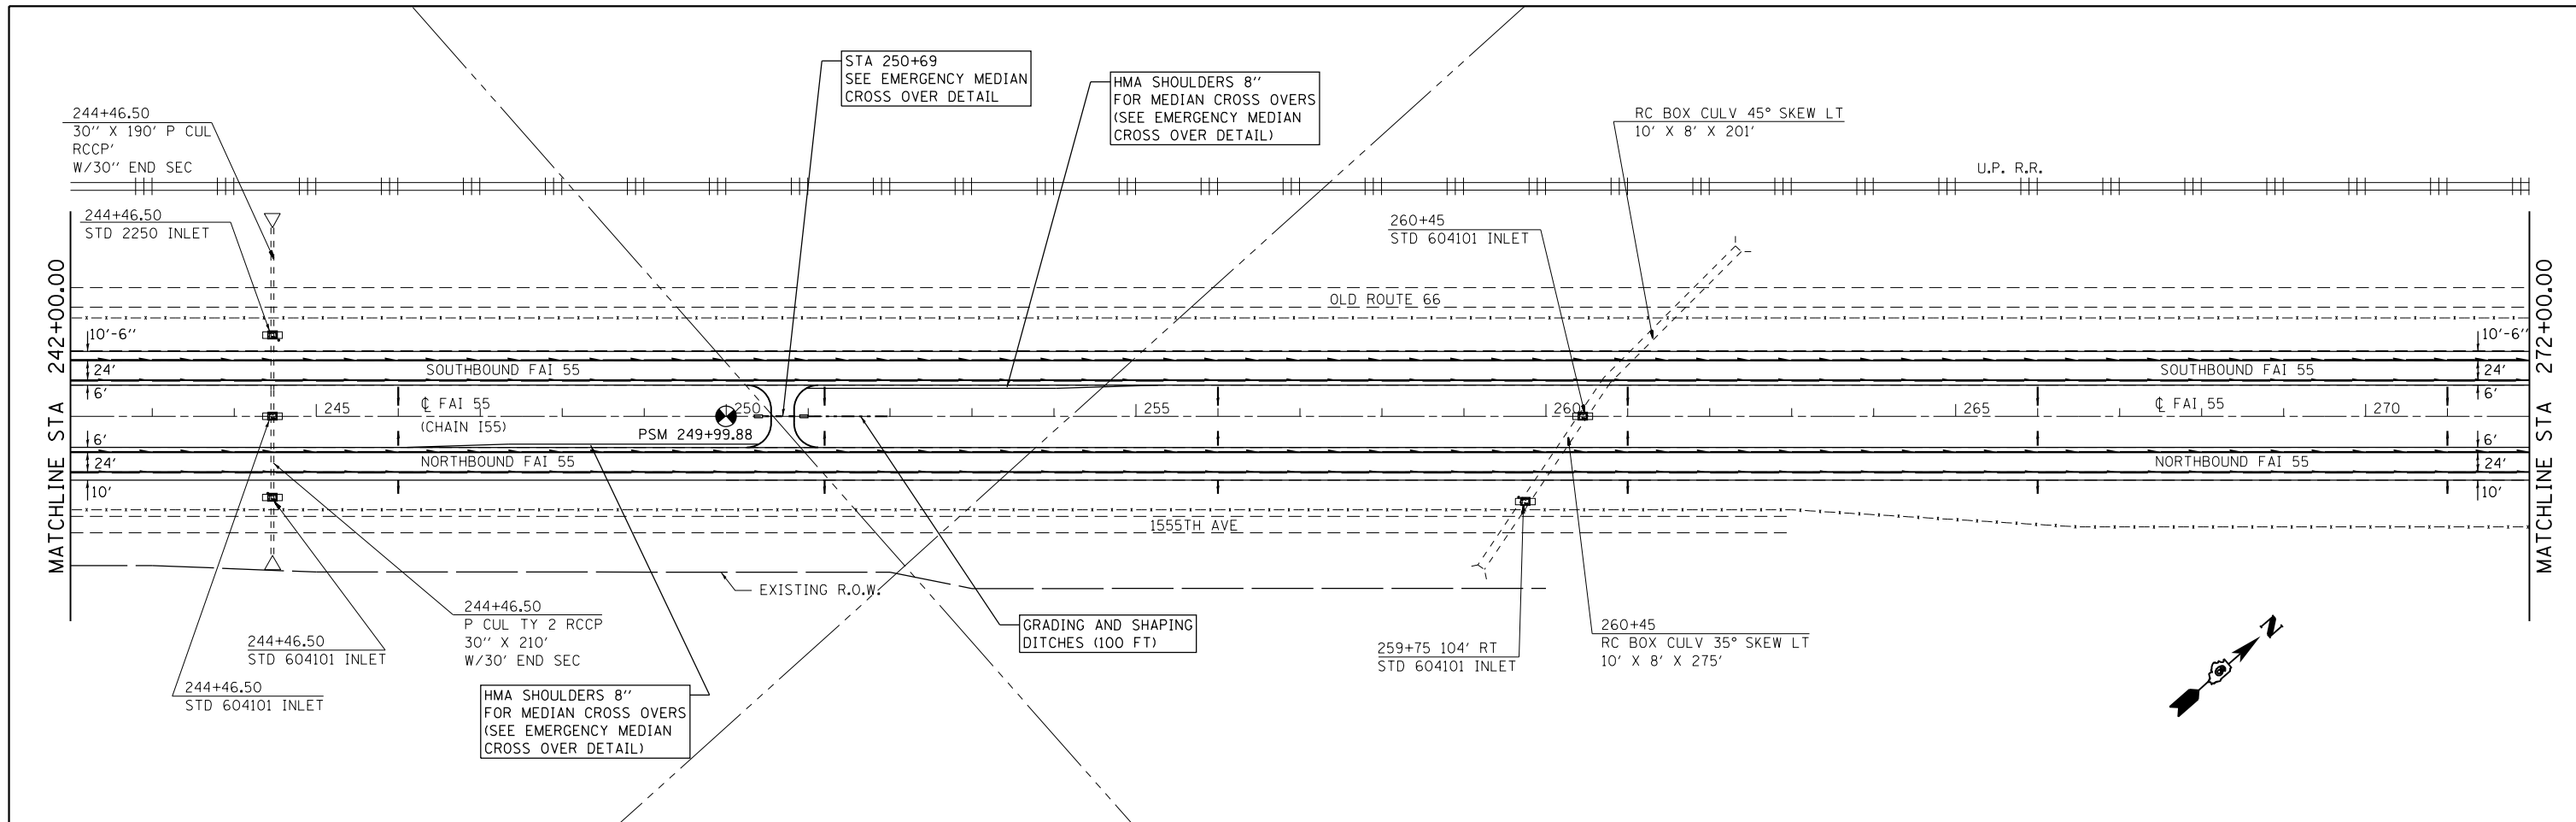 STA 250+69
SEE EMERGENCY MEDIAN
CROSS OVER DETAIL
HMA SHOULDERS 8''
FOR MEDIAN CROSS OVERS
(SEE EMERGENCY MEDIAN
CROSS OVER DETAIL)
244+46.50
30'' X 190' P CUL
RCCP'
W/30'' END SEC
RC BOX CULV 45° SKEW LT
10' X 8' X 201'
U.P. R.R.
244+46.50
STD 2250 INLET
260+45
STD 604101 INLET
MATCHLINE STA 242+00.00
MATCHLINE STA 272+00.00
OLD ROUTE 66
10'-6''
10'-6''
24'
SOUTHBOUND FAI 55
SOUTHBOUND FAI 55
24'
6'
6'
245
℄ FAI 55
(CHAIN I55)
250
255
260
265
℄ FAI 55
270
PSM 249+99.88
6'
6'
24'
NORTHBOUND FAI 55
NORTHBOUND FAI 55
24'
10'
10'
1555TH AVE
EXISTING R.O.W.
244+46.50
P CUL TY 2 RCCP
30'' X 210'
W/30' END SEC
GRADING AND SHAPING
DITCHES (100 FT)
260+45
RC BOX CULV 35° SKEW LT
10' X 8' X 275'
244+46.50
STD 604101 INLET
259+75 104' RT
STD 604101 INLET
244+46.50
STD 604101 INLET
HMA SHOULDERS 8''
FOR MEDIAN CROSS OVERS
(SEE EMERGENCY MEDIAN
CROSS OVER DETAIL)
N